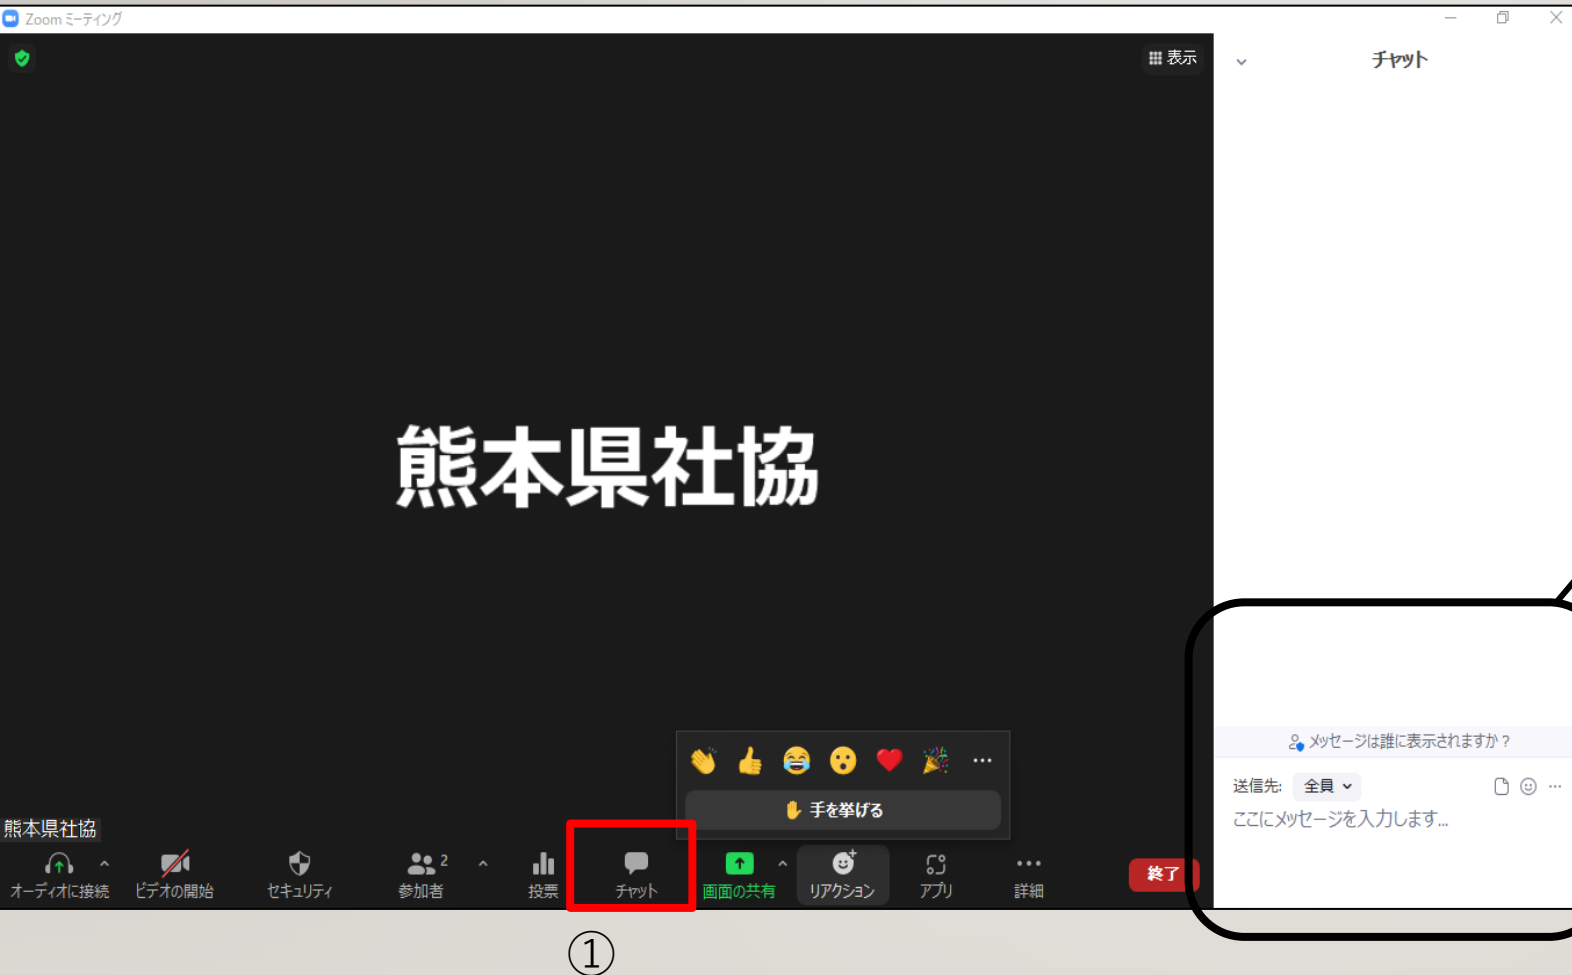 Zoom ミーティング
表示
チャット
熊本県社協
メッセージは誰に表示されますか？
送信先: 全員
ここにメッセージを入力します...
手を挙げる
熊本県社協
オーディオに接続 ビデオの開始 セキュリティ 参加者 2 投票 チャット 画面の共有 リアクション アプリ 詳細 終了
①